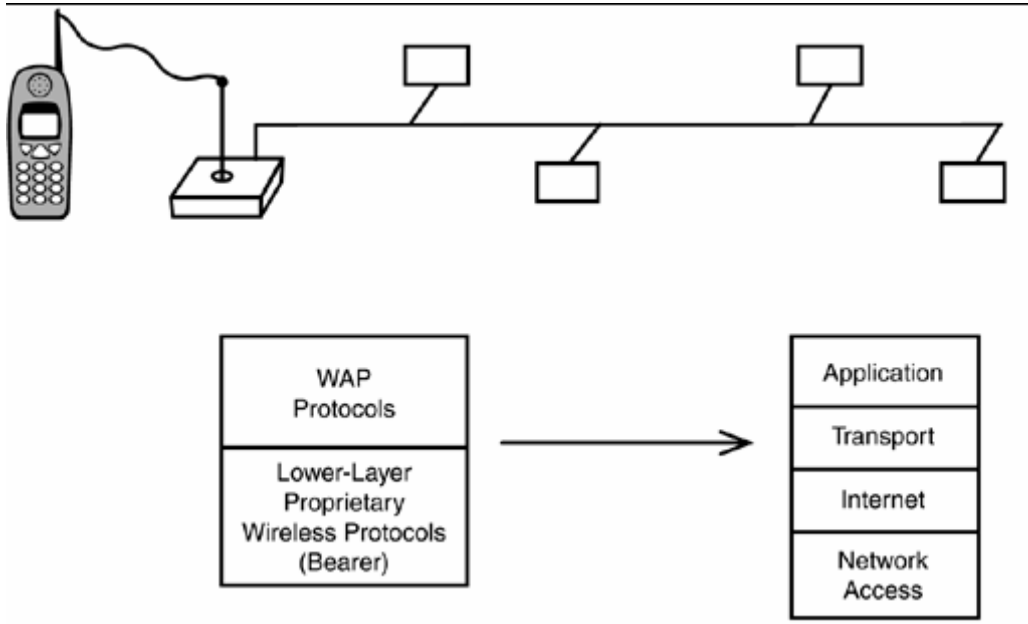 WAP
Protocols
Lower-Layer
Proprietary
Wireless Protocols
(Bearer)
Application
Transport
Internet
Network
Access